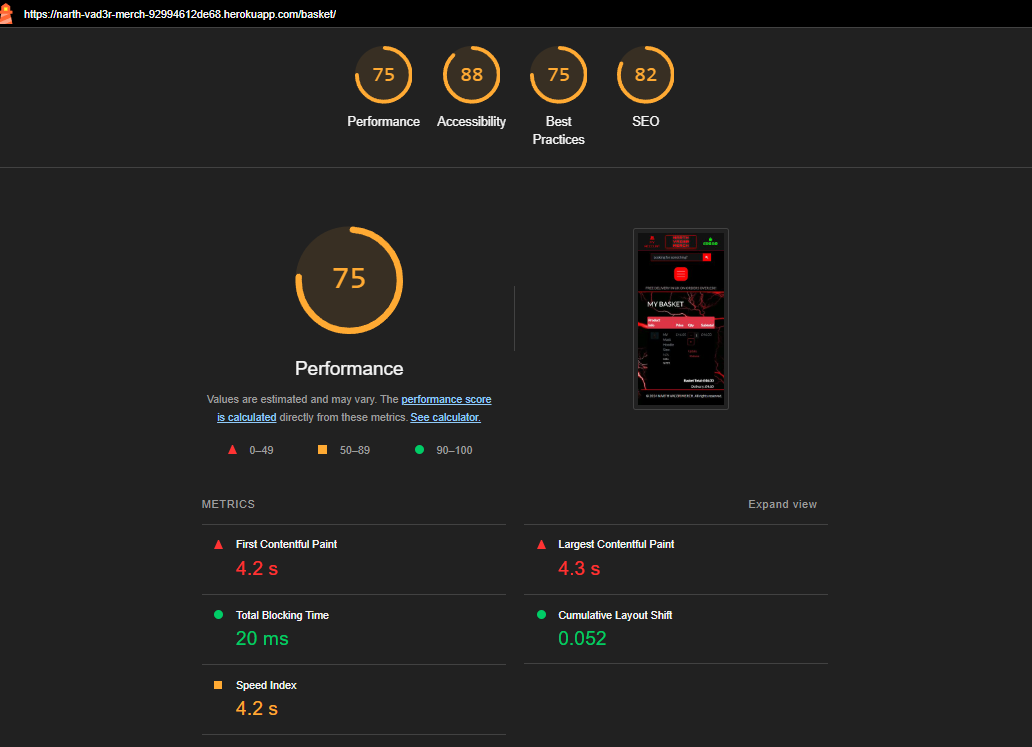 https://narth-vad3r-merch-92994612de68.herokuapp.com/basket/
75
88
75
82
Performance
Accessibility
Best
Practices
SEO
75
Performance
Values are estimated and may vary. The performance score
is calculated directly from these metrics. See calculator.
0–49
50–89
90–100
MY BASKET
METRICS
Expand view
First Contentful Paint
4.2 s
Largest Contentful Paint
4.3 s
Total Blocking Time
20 ms
Cumulative Layout Shift
0.052
Speed Index
4.2 s